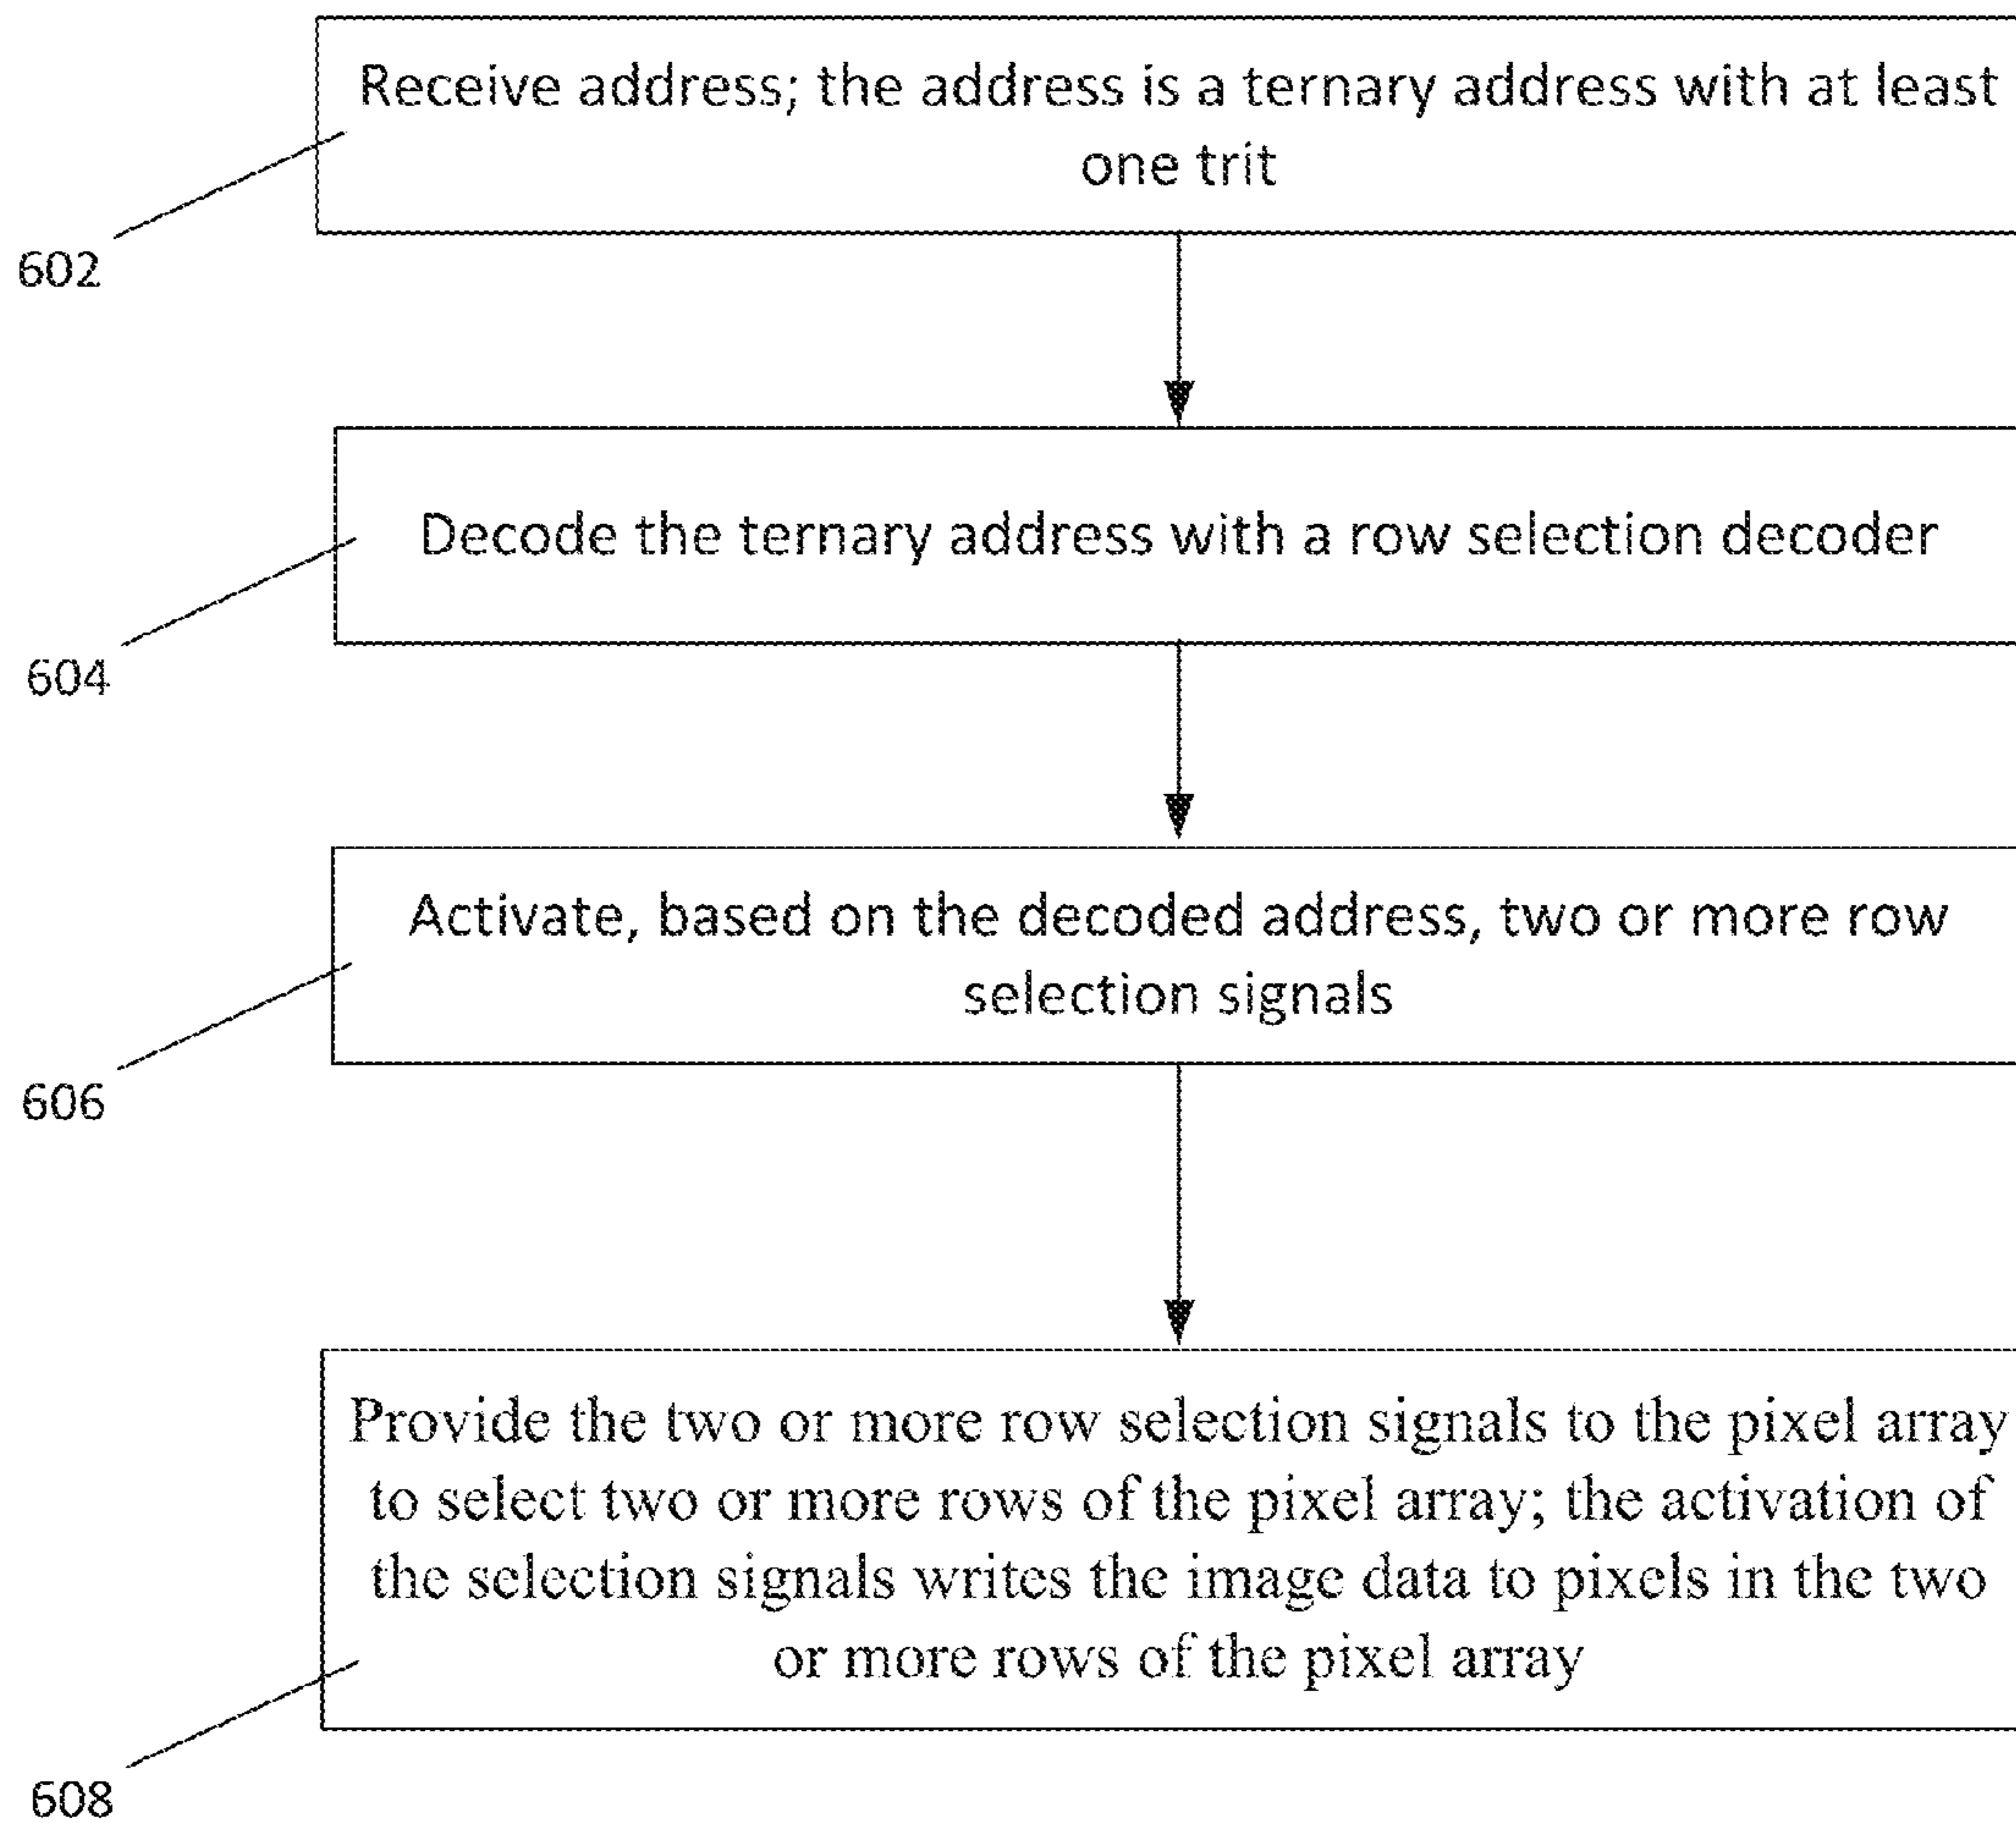 Receive address; the address is a ternary address with at least
one trit
602
Decode the ternary address with a row selection decoder
604
Activate, based on the decoded address, two or more row
selection signals
606
Provide the two or more row selection signals to the pixel array
to select two or more rows of the pixel array; the activation of
the selection signals writes the image data to pixels in the two
or more rows of the pixel array
608